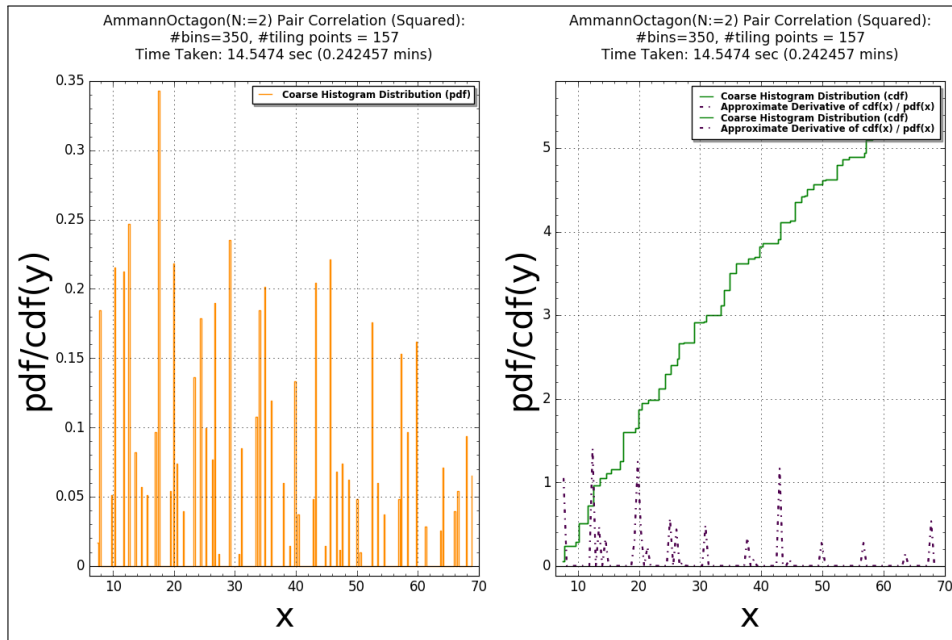 AmmannOctagon(N:=2) Pair Correlation (Squared):
#bins=350, #tiling points = 157
Time Taken: 14.5474 sec (0.242457 mins)
Coarse Histogram Distribution (pdf)
0.35
0.3
0.25
0.2
0.15
0.1
0.05
0
pdf/cdf(y)
10 20 30 40 50 60 70
x
AmmannOctagon(N:=2) Pair Correlation (Squared):
#bins=350, #tiling points = 157
Time Taken: 14.5474 sec (0.242457 mins)
Coarse Histogram Distribution (cdf)
Approximate Derivative of cdf(x) / pdf(x)
Coarse Histogram Distribution (cdf)
Approximate Derivative of cdf(x) / pdf(x)
5
4
3
2
1
0
pdf/cdf(y)
10 20 30 40 50 60 70
x